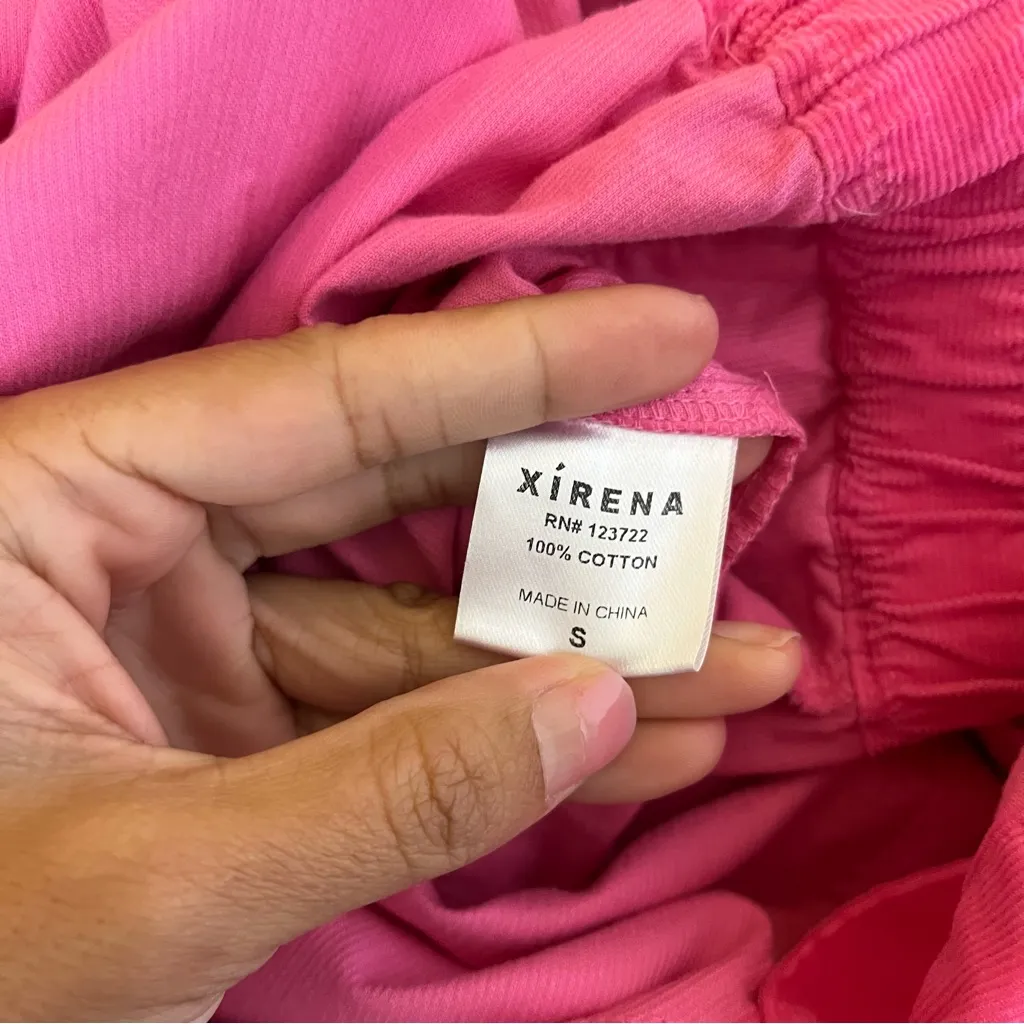 XÍRENA
RN# 123722
100% COTTON
MADE IN CHINA
S